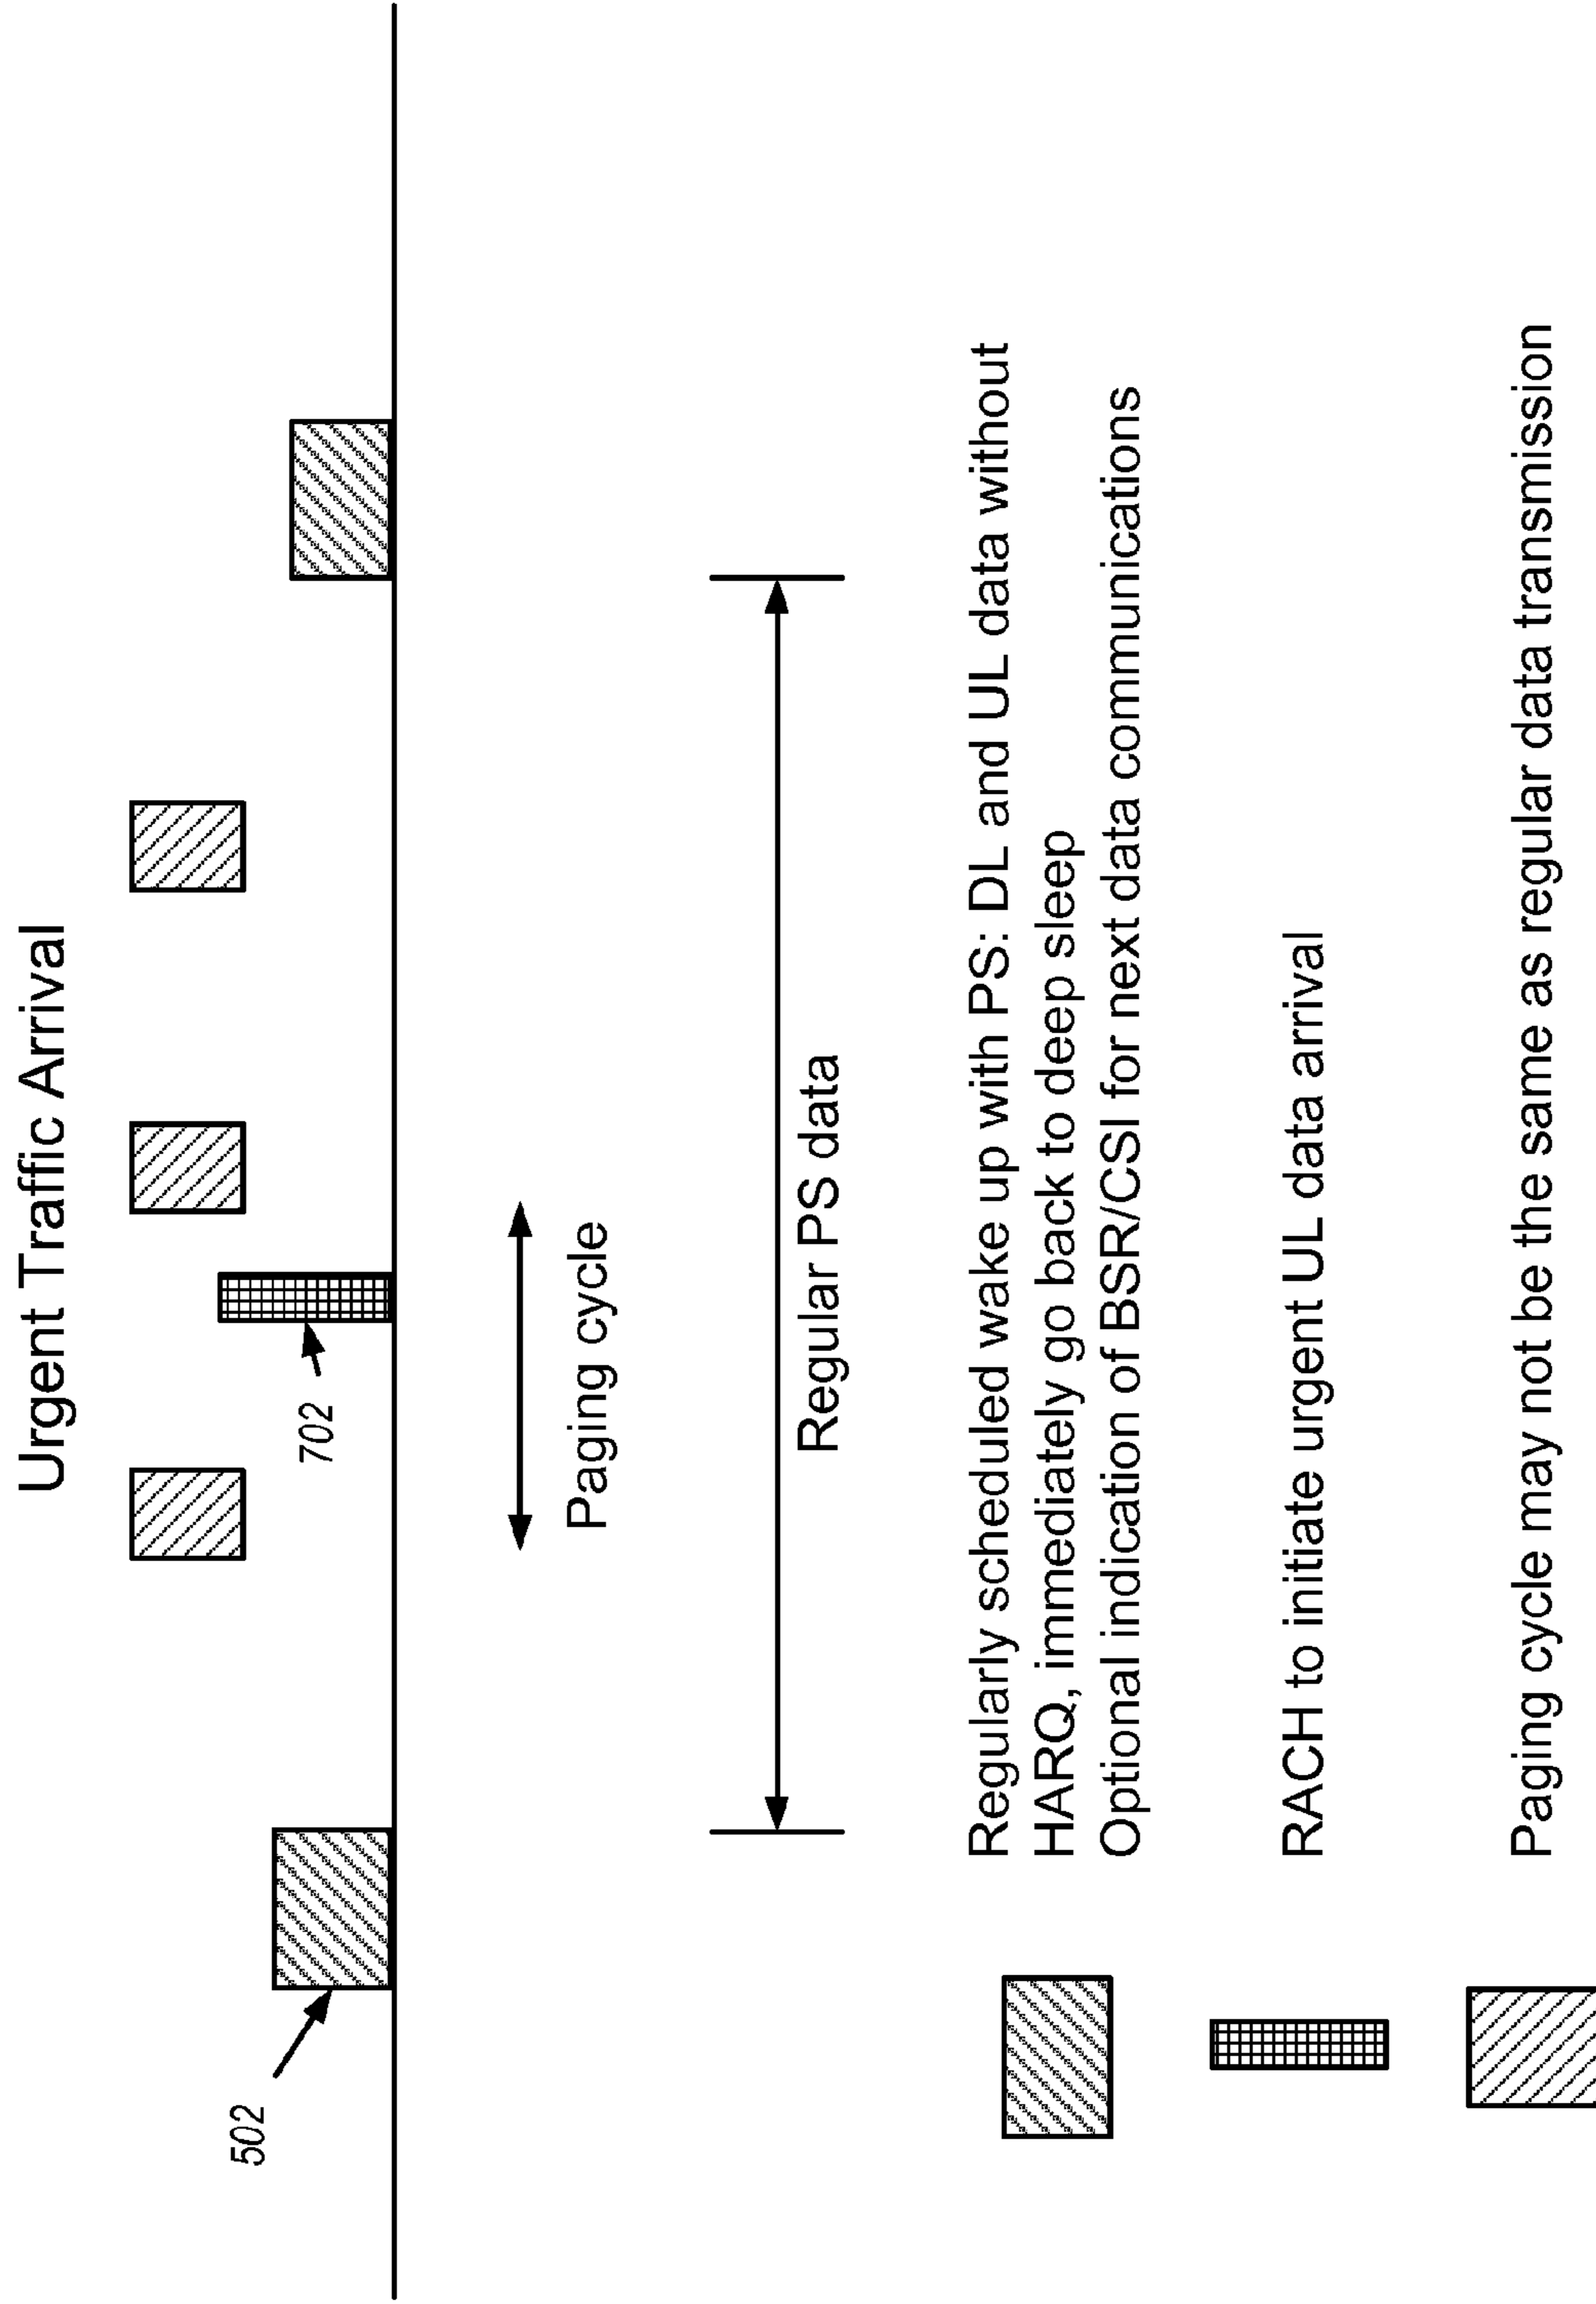 Urgent Traffic Arrival
502
702
Paging cycle
Regular PS data
Regularly scheduled wake up with PS: DL and UL data without
HARQ, immediately go back to deep sleep
Optional indication of BSR/CSI for next data communications
RACH to initiate urgent UL data arrival
Paging cycle may not be the same as regular data transmission